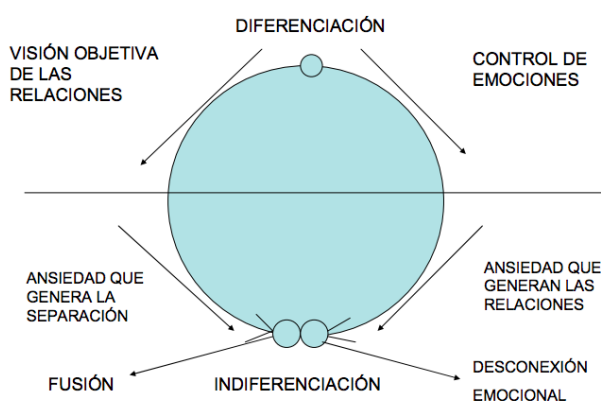 DIFERENCIACIÓN
VISIÓN OBJETIVA
DE LAS
RELACIONES
CONTROL DE
EMOCIONES
ANSIEDAD QUE
GENERA LA
SEPARACIÓN
ANSIEDAD QUE
GENERAN LAS
RELACIONES
FUSIÓN
INDIFERENCIACIÓN
DESCONEXIÓN
EMOCIONAL